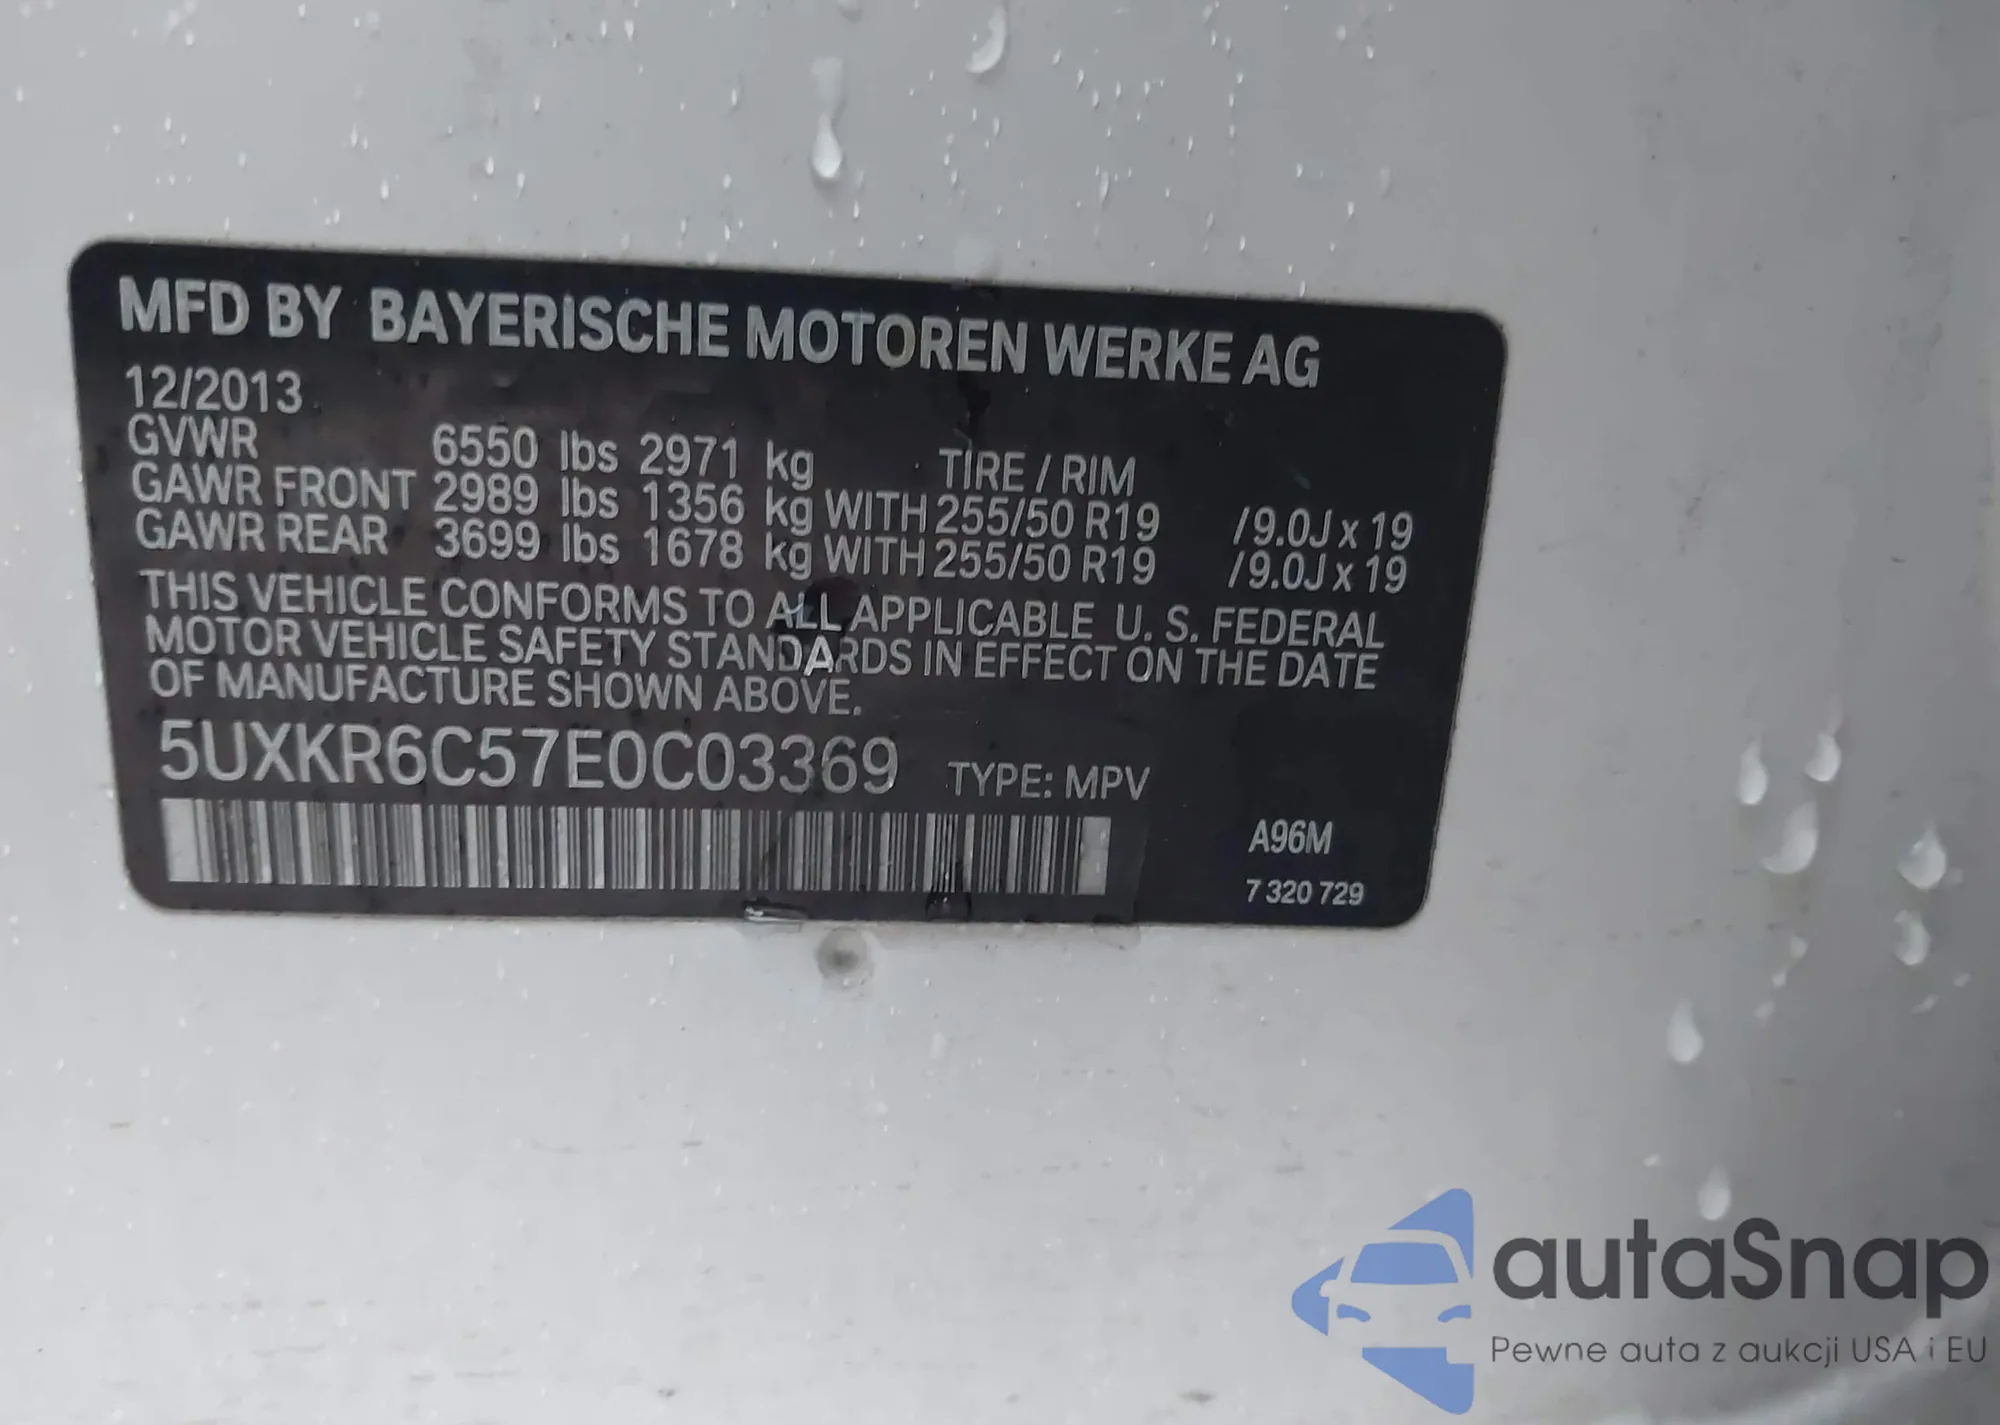 MFD BY BAYERISCHE MOTOREN WERKE AG
12/2013
GVWR 6550 lbs 2971 kg TIRE / RIM
GAWR FRONT 2989 lbs 1356 kg WITH 255/50 R19 /9.0J x 19
GAWR REAR 3699 lbs 1678 kg WITH 255/50 R19 /9.0J x 19
THIS VEHICLE CONFORMS TO ALL APPLICABLE U. S. FEDERAL
MOTOR VEHICLE SAFETY STANDARDS IN EFFECT ON THE DATE
OF MANUFACTURE SHOWN ABOVE.
5UXKR6C57E0C03369 TYPE: MPV
A96M
7 320 729
autaSnap
Pewne auta z aukcji USA i EU